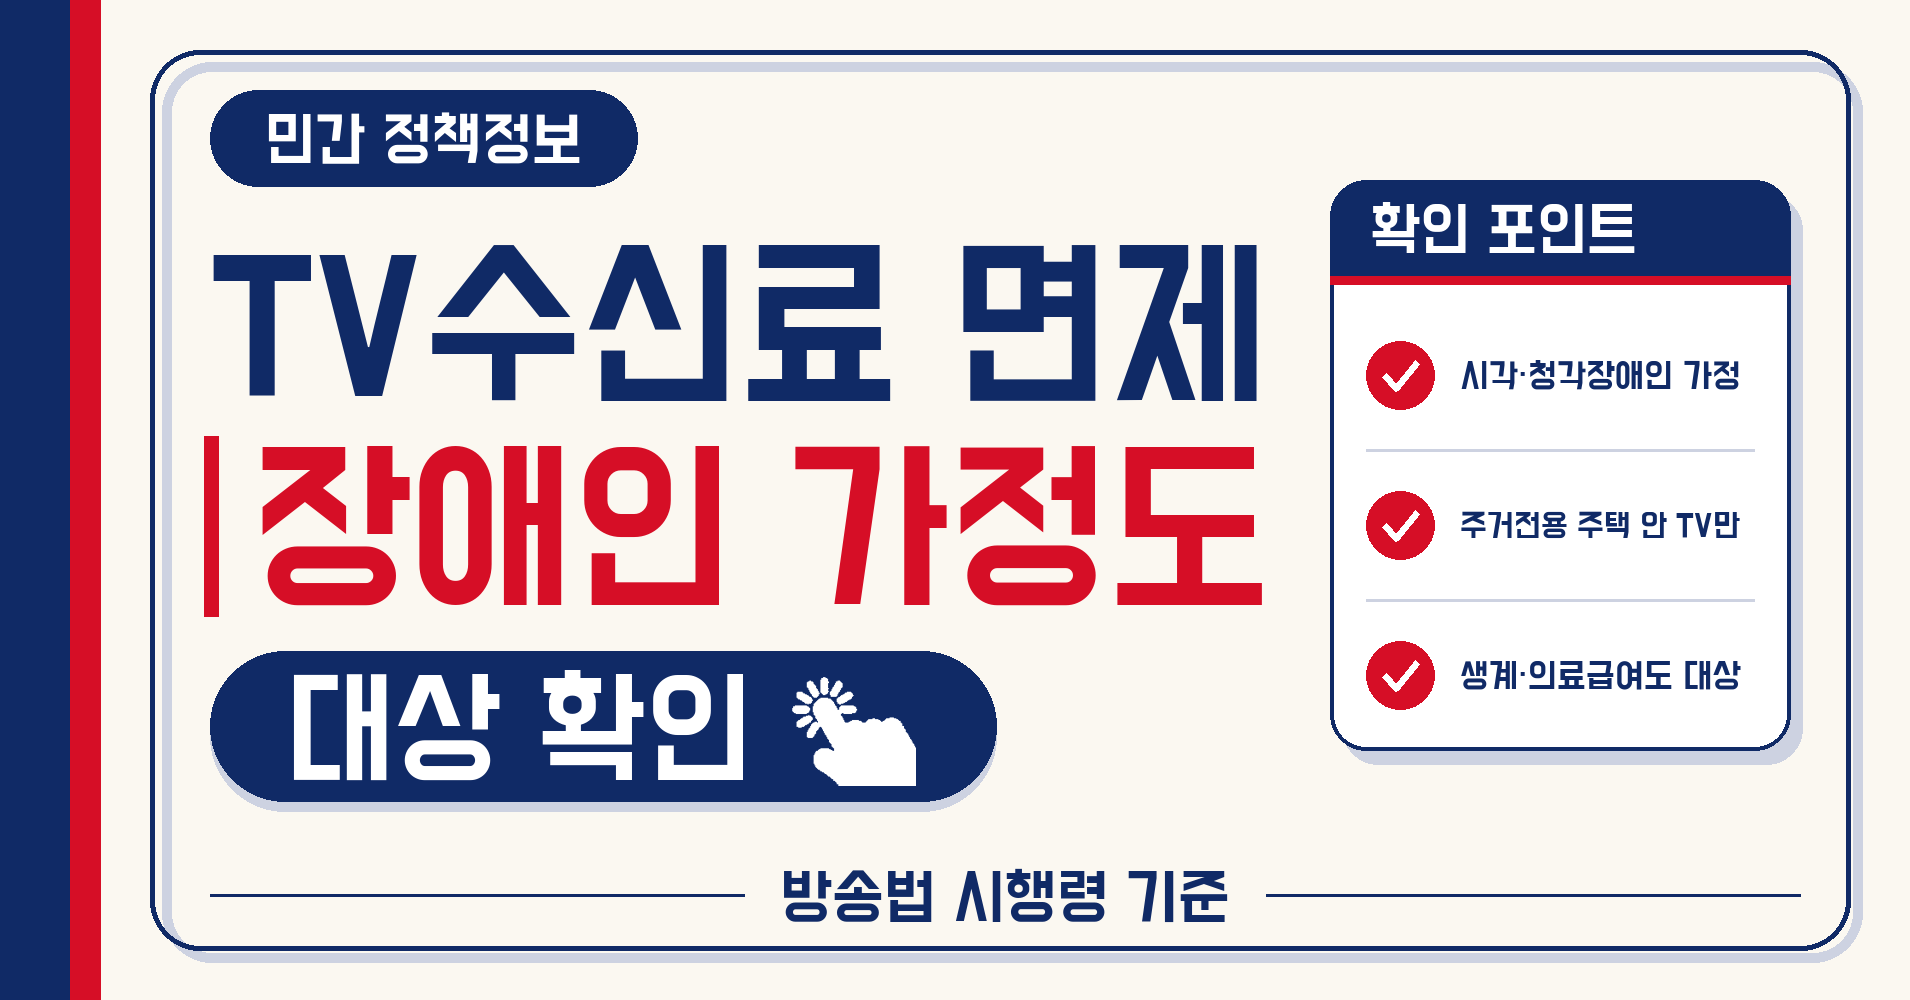 민간 정책정보
TV수신료 면제
장애인 가정도
대상 확인
확인 포인트
시각·청각장애인 가정
주거전용 주택 안 TV만
생계·의료급여도 대상
방송법 시행령 기준